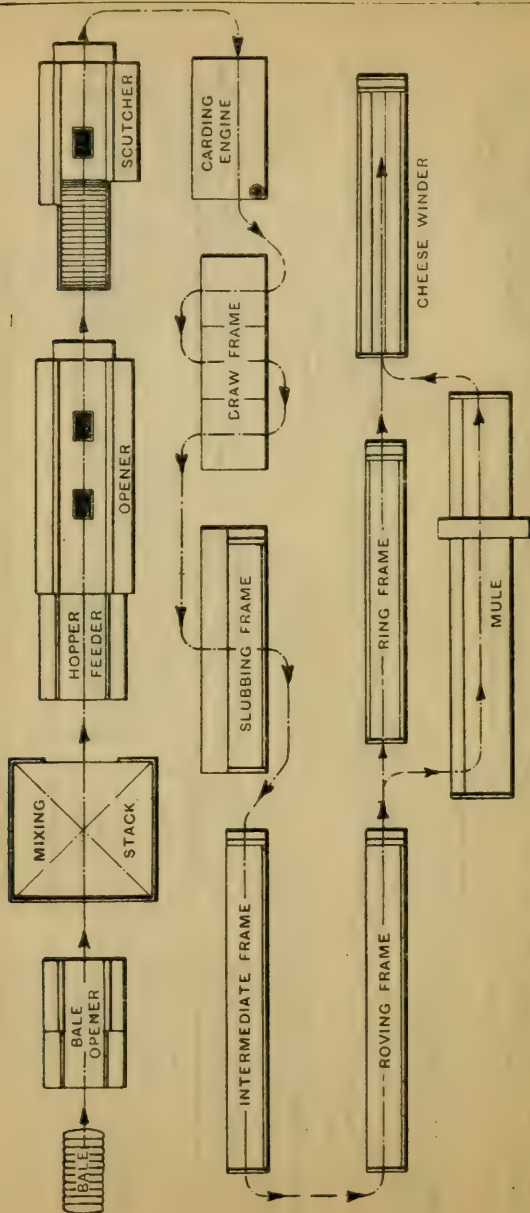 BALE
BALE
OPENER
MIXING
STACK
HOPPER
FEEDER
OPENER
SCUTCHER
CARDING
ENGINE
DRAW FRAME
SLUBBING FRAME
INTERMEDIATE FRAME
ROVING FRAME
RING FRAME
MULE
CHEESE WINDER